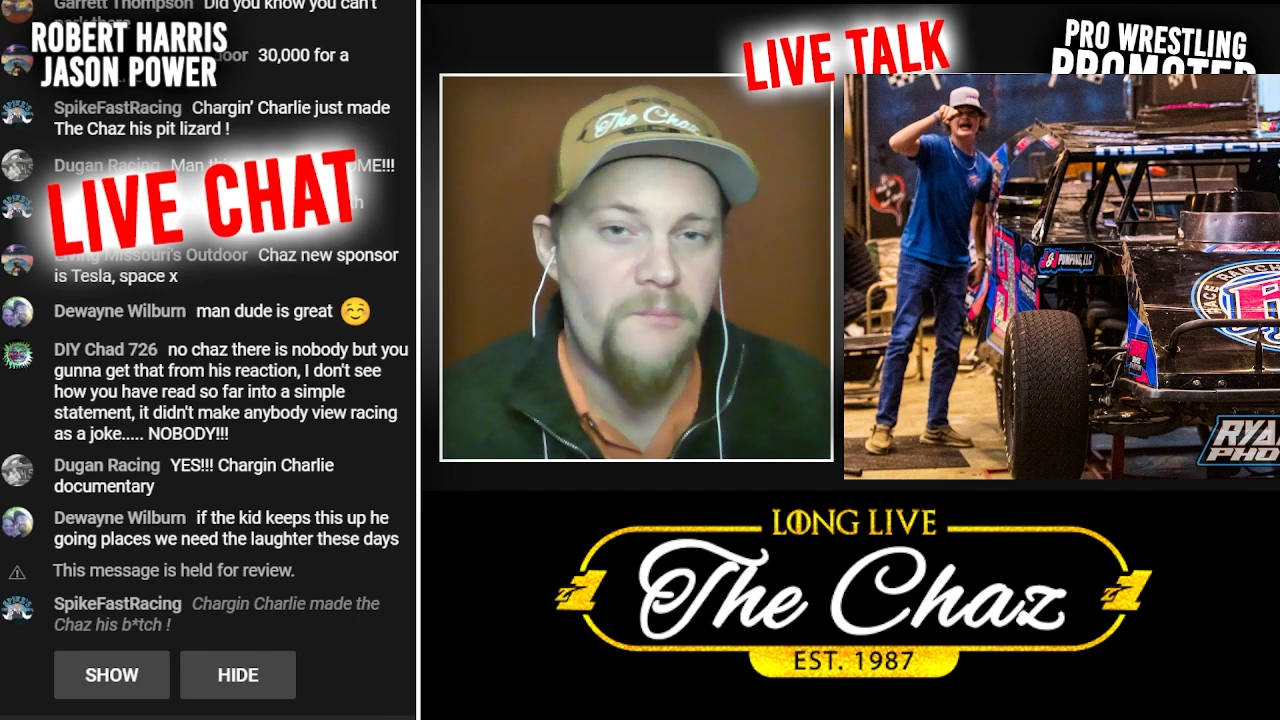 Garrett Thompson Did you know you can't
ROBERT HARRIS
JASON POWER
30,000 for a
SpikeFastRacing Chargin' Charlie just made
The Chaz his pit lizard !
Dugan Racing Man
LIVE CHAT
Living Missouri's Outdoor Chaz new sponsor
is Tesla, space x
Dewayne Wilburn man dude is great ☺️
DIY Chad 726 no chaz there is nobody but you
gunna get that from his reaction, I don't see
how you have read so far into a simple
statement, it didn't make anybody view racing
as a joke..... NOBODY!!!
Dugan Racing YES!!! Chargin Charlie
documentary
Dewayne Wilburn if the kid keeps this up he
going places we need the laughter these days
This message is held for review.
SpikeFastRacing Chargin Charlie made the
Chaz his b*tch !
SHOW HIDE
LIVE TALK
PRO WRESTLING
PROMOTER
The Chaz
PUMPING, LLC
LONG LIVE
The Chaz
EST. 1987